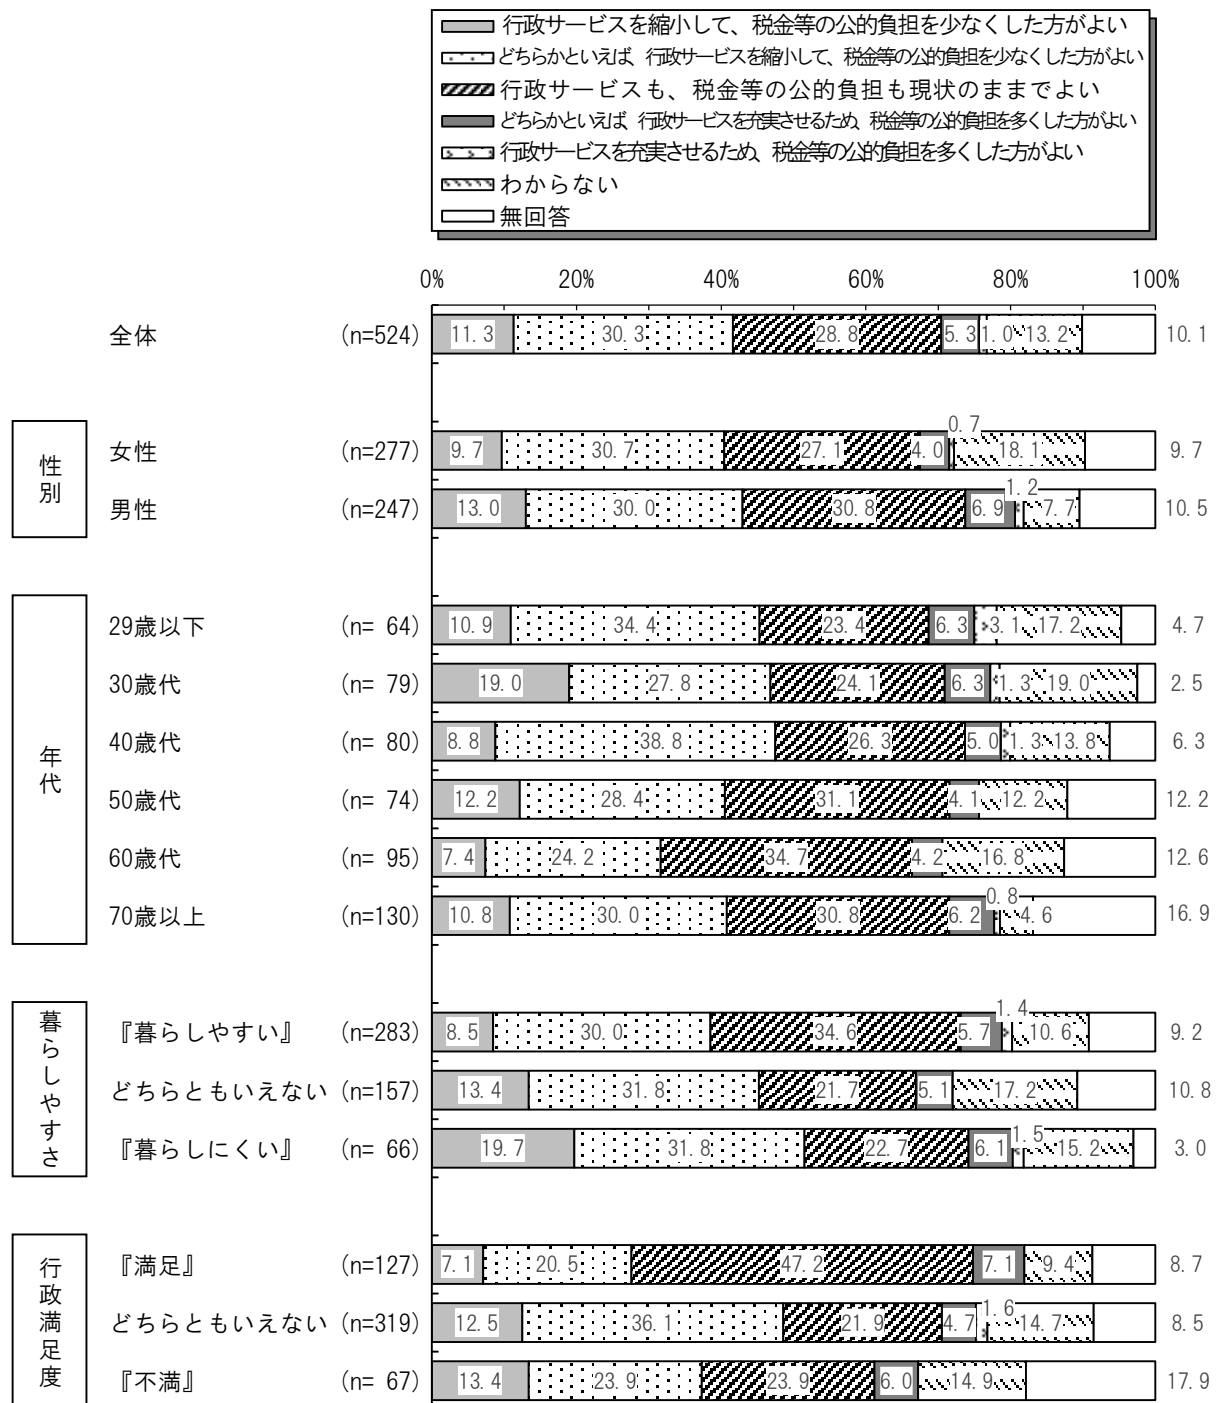 行政サービスを縮小して、税金等の公的負担を少なくした方がよい
どちらかといえば、行政サービスを縮小して、税金等の公的負担を少なくした方がよい
行政サービスも、税金等の公的負担も現状のままでよい
どちらかといえば、行政サービスを充実させるため、税金等の公的負担を多くした方がよい
行政サービスを充実させるため、税金等の公的負担を多くした方がよい
わからない
無回答
0% 20% 40% 60% 80% 100%
全体 (n=524) 11.3 30.3 28.8 5.3 1.0 13.2 10.1
性別
女性 (n=277) 9.7 30.7 27.1 4.0 0.7 18.1 9.7
男性 (n=247) 13.0 30.0 30.8 6.9 1.2 7.7 10.5
年代
29歳以下 (n= 64) 10.9 34.4 23.4 6.3 3.1 17.2 4.7
30歳代 (n= 79) 19.0 27.8 24.1 6.3 1.3 19.0 2.5
40歳代 (n= 80) 8.8 38.8 26.3 5.0 1.3 13.8 6.3
50歳代 (n= 74) 12.2 28.4 31.1 4.1 12.2 12.2
60歳代 (n= 95) 7.4 24.2 34.7 4.2 16.8 12.6
70歳以上 (n=130) 10.8 30.0 30.8 6.2 0.8 4.6 16.9
暮らしやすさ
『暮らしやすい』 (n=283) 8.5 30.0 34.6 5.7 1.4 10.6 9.2
どちらともいえない (n=157) 13.4 31.8 21.7 5.1 17.2 10.8
『暮らしにくい』 (n= 66) 19.7 31.8 22.7 6.1 1.5 15.2 3.0
行政満足度
『満足』 (n=127) 7.1 20.5 47.2 7.1 9.4 8.7
どちらともいえない (n=319) 12.5 36.1 21.9 4.7 1.6 14.7 8.5
『不満』 (n= 67) 13.4 23.9 23.9 6.0 14.9 17.9